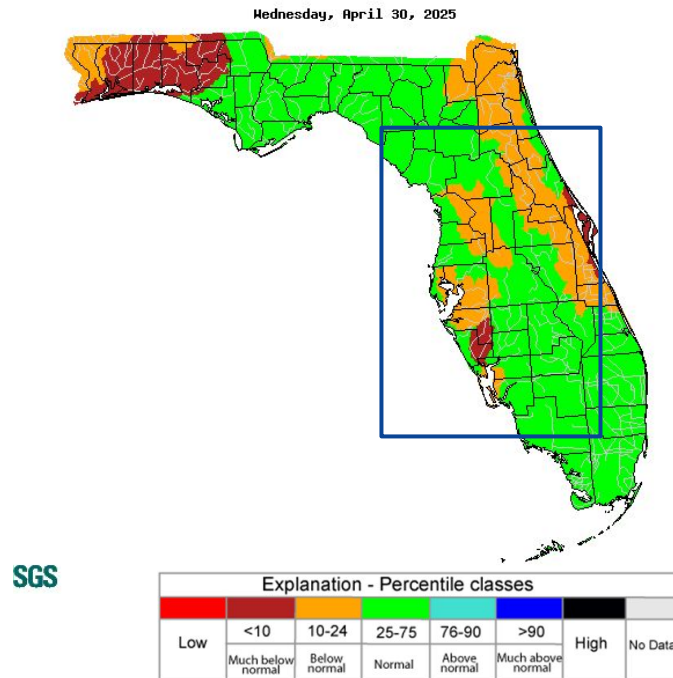 Wednesday, April 30, 2025
SGS
Explanation - Percentile classes
Low
<10
10-24
25-75
76-90
>90
High
No Data
Much below normal
Below normal
Normal
Above normal
Much above normal